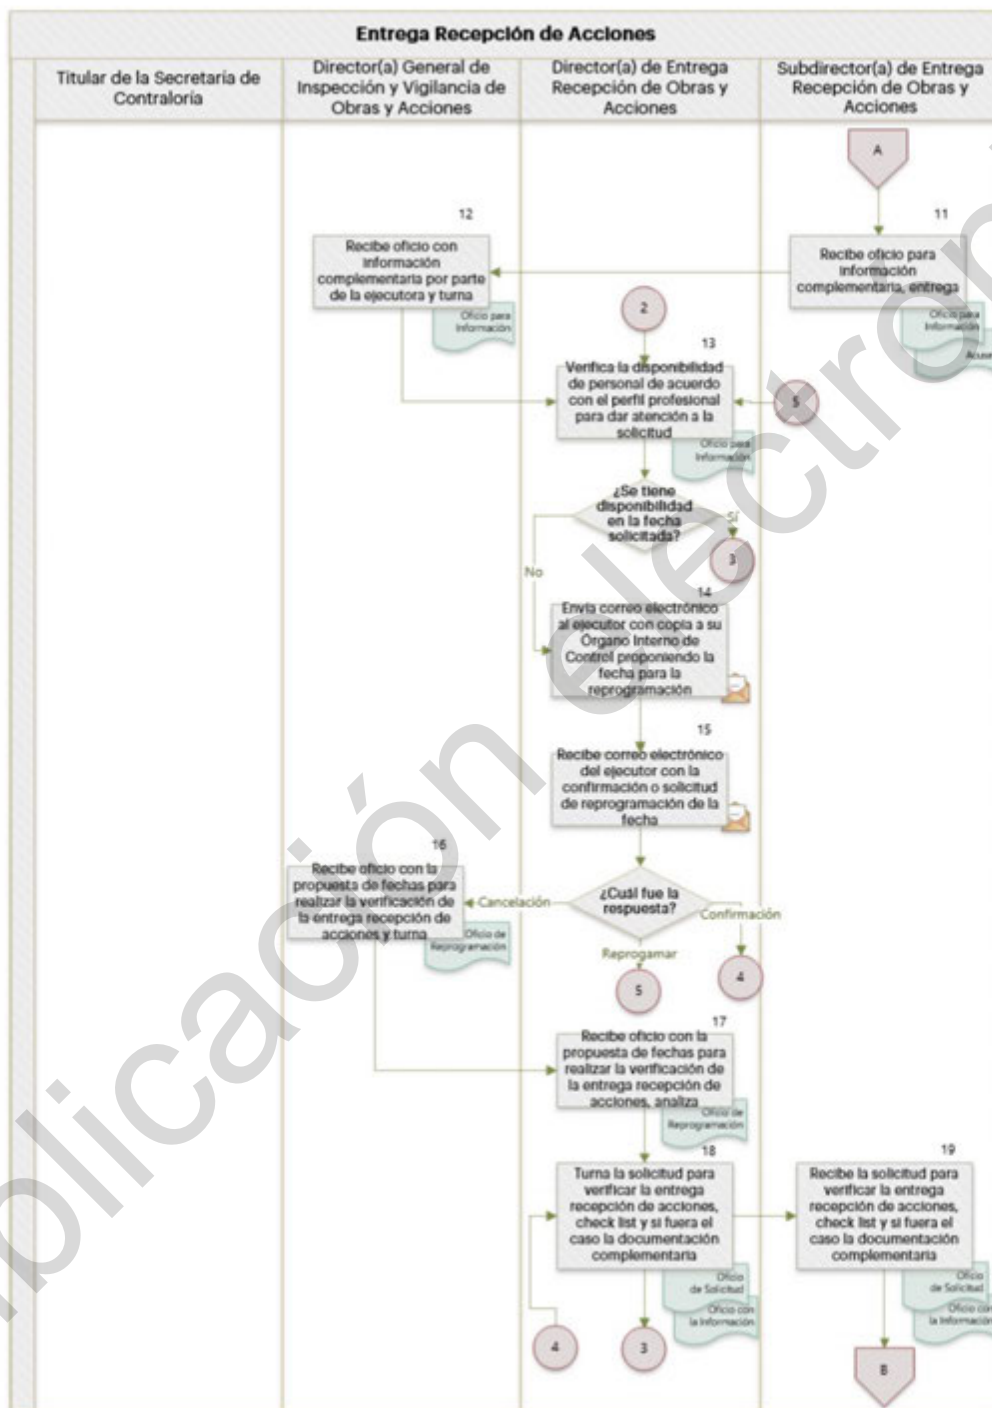 Entrega Recepción de Acciones
Titular de la Secretaría de
Contraloría
Director(a) General de
Inspección y Vigilancia de
Obras y Acciones
Director(a) de Entrega
Recepción de Obras y
Acciones
Subdirector(a) de Entrega
Recepción de Obras y
Acciones
A
11
Recibe oficio para
información
complementaria, entrega
Oficio para
Información
Acuse
12
Recibe oficio con
información
complementaria por parte
de la ejecutora y turna
Oficio para
Información
2
13
Verifica la disponibilidad
de personal de acuerdo
con el perfil profesional
para dar atención a la
solicitud
Oficio para
Información
5
¿Se tiene
disponibilidad
en la fecha
solicitada?
Sí
3
No
14
Envía correo electrónico
al ejecutor con copia a su
Órgano Interno de
Control proponiendo la
fecha para la
reprogramación
15
Recibe correo electrónico
del ejecutor con la
confirmación o solicitud
de reprogramación de la
fecha
¿Cuál fue la
respuesta?
Cancelación
Confirmación
Reprogamar
5
4
16
Recibe oficio con la
propuesta de fechas para
realizar la verificación de
la entrega recepción de
acciones y turna
Oficio de
Reprogramación
17
Recibe oficio con la
propuesta de fechas para
realizar la verificación de
la entrega recepción de
acciones, analiza
Oficio de
Reprogramación
18
Turna la solicitud para
verificar la entrega
recepción de acciones,
check list y si fuera el
caso la documentación
complementaria
Oficio
de Solicitud
Oficio con
la Información
4
3
19
Recibe la solicitud para
verificar la entrega
recepción de acciones,
check list y si fuera el
caso la documentación
complementaria
Oficio
de Solicitud
Oficio con
la Información
B